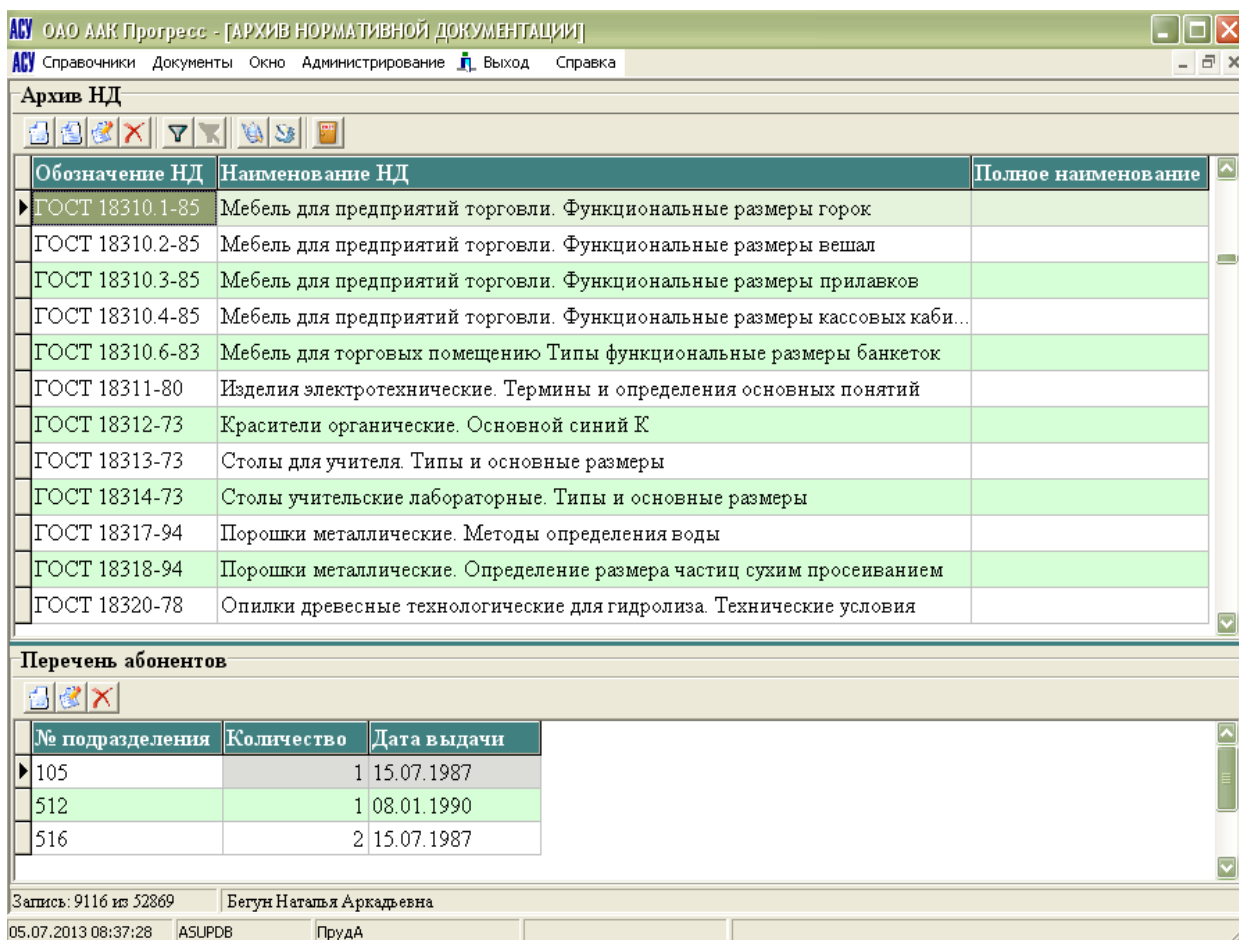 АСУ ОАО ААК Прогресс - [АРХИВ НОРМАТИВНОЙ ДОКУМЕНТАЦИИ]
АСУ Справочники Документы Окно Администрирование Выход Справка
Архив НД
Обозначение НД Наименование НД Полное наименование
ГОСТ 18310.1-85 Мебель для предприятий торговли. Функциональные размеры горок
ГОСТ 18310.2-85 Мебель для предприятий торговли. Функциональные размеры вешал
ГОСТ 18310.3-85 Мебель для предприятий торговли. Функциональные размеры прилавков
ГОСТ 18310.4-85 Мебель для предприятий торговли. Функциональные размеры кассовых каби...
ГОСТ 18310.6-83 Мебель для торговых помещению Типы функциональные размеры банкеток
ГОСТ 18311-80 Изделия электротехнические. Термины и определения основных понятий
ГОСТ 18312-73 Красители органические. Основной синий К
ГОСТ 18313-73 Столы для учителя. Типы и основные размеры
ГОСТ 18314-73 Столы учительские лабораторные. Типы и основные размеры
ГОСТ 18317-94 Порошки металлические. Методы определения воды
ГОСТ 18318-94 Порошки металлические. Определение размера частиц сухим просеиванием
ГОСТ 18320-78 Опилки древесные технологические для гидролиза. Технические условия
Перечень абонентов
№ подразделения Количество Дата выдачи
105 1 15.07.1987
512 1 08.01.1990
516 2 15.07.1987
Запись: 9116 из 52869 Бегун Наталья Аркадьевна
05.07.2013 08:37:28 ASUPDB ПрудА